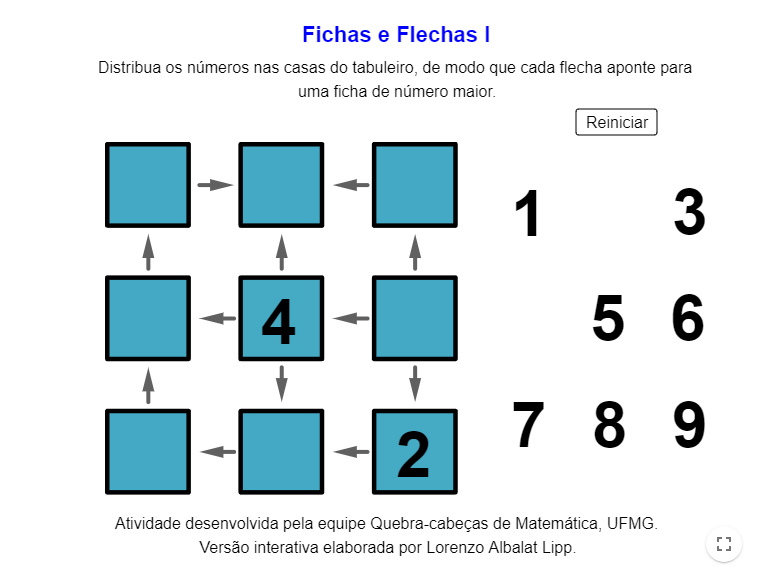 Fichas e Flechas I
Distribua os números nas casas do tabuleiro, de modo que cada flecha aponte para
uma ficha de número maior.
Reiniciar
1 3
4 5 6
2 7 8 9
Atividade desenvolvida pela equipe Quebra-cabeças de Matemática, UFMG.
Versão interativa elaborada por Lorenzo Albalat Lipp.